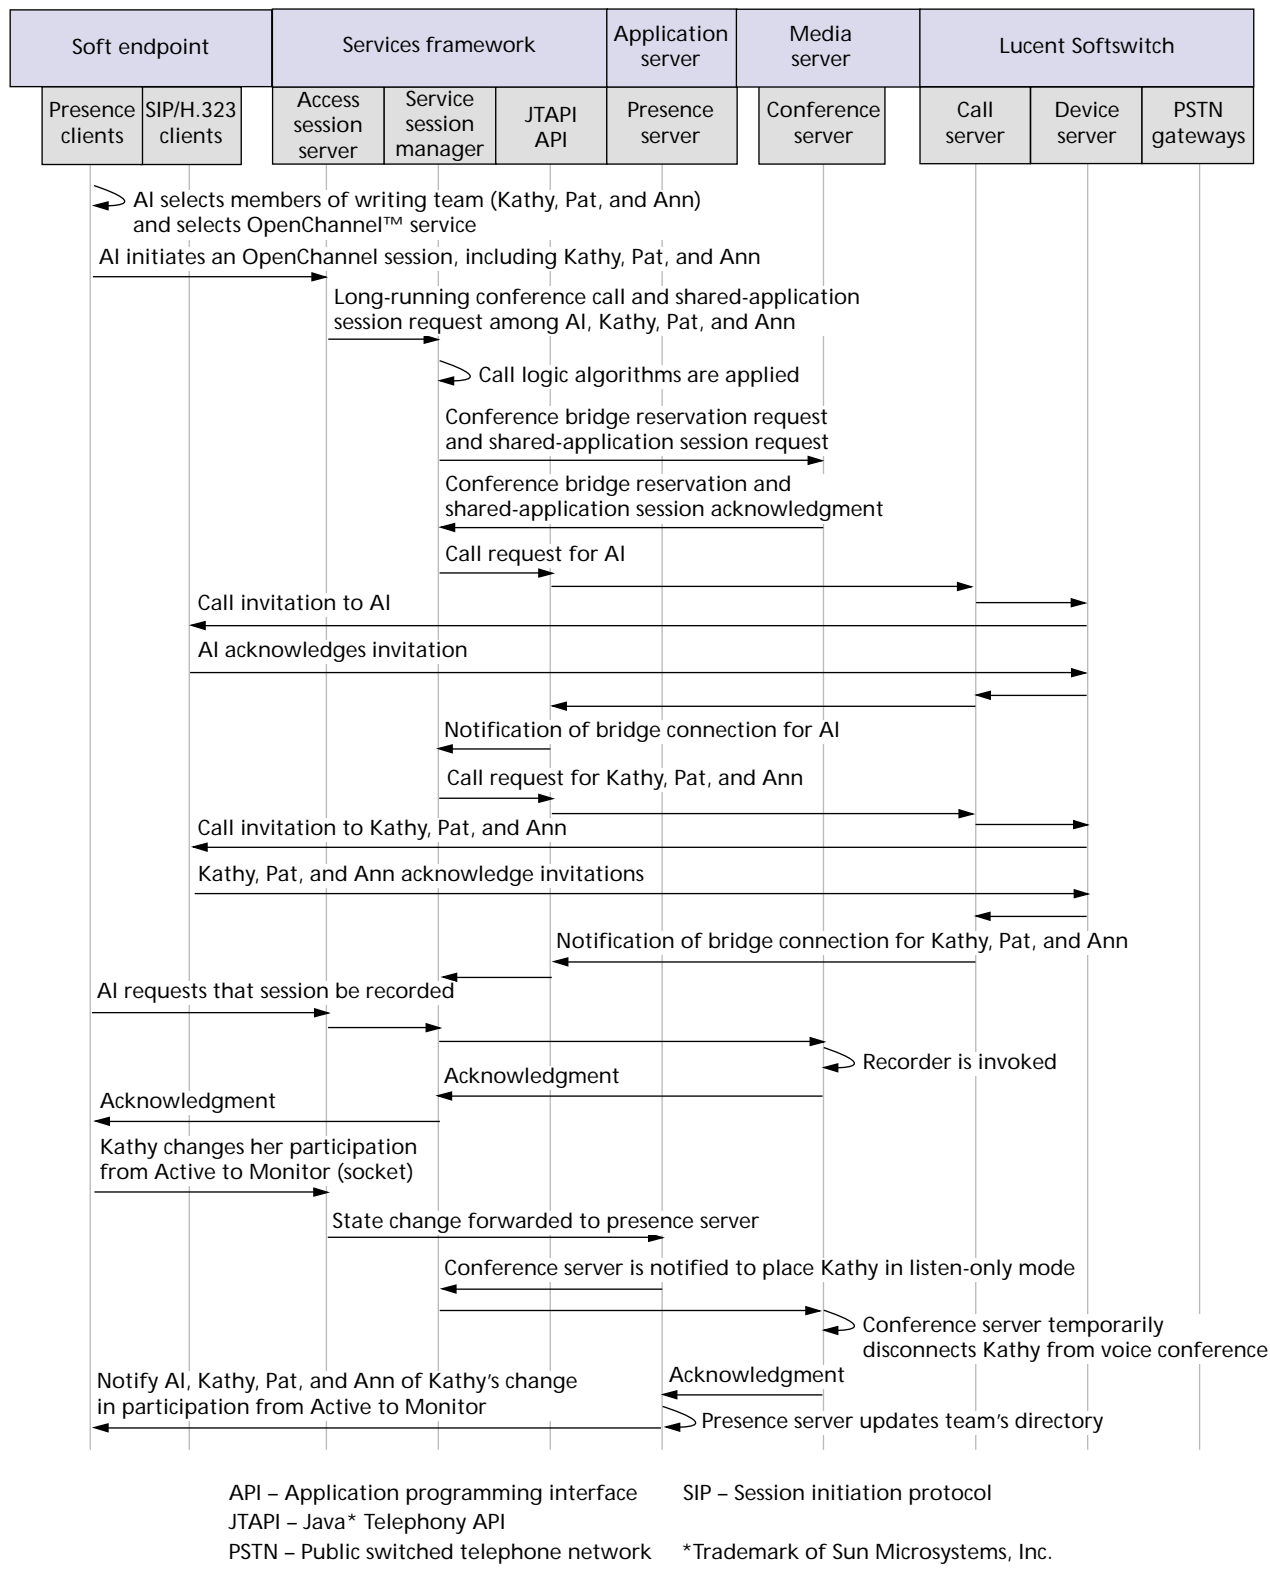 Soft endpoint
Services framework
Application
server
Media
server
Lucent Softswitch
Presence
clients
SIP/H.323
clients
Access
session
server
Service
session
manager
JTAPI
API
Presence
server
Conference
server
Call
server
Device
server
PSTN
gateways
Al selects members of writing team (Kathy, Pat, and Ann)
and selects OpenChannel™ service
Al initiates an OpenChannel session, including Kathy, Pat, and Ann
Long-running conference call and shared-application
session request among Al, Kathy, Pat, and Ann
Call logic algorithms are applied
Conference bridge reservation request
and shared-application session request
Conference bridge reservation and
shared-application session acknowledgment
Call request for Al
Call invitation to Al
Al acknowledges invitation
Notification of bridge connection for Al
Call request for Kathy, Pat, and Ann
Call invitation to Kathy, Pat, and Ann
Kathy, Pat, and Ann acknowledge invitations
Notification of bridge connection for Kathy, Pat, and Ann
Al requests that session be recorded
Recorder is invoked
Acknowledgment
Acknowledgment
Kathy changes her participation
from Active to Monitor (socket)
State change forwarded to presence server
Conference server is notified to place Kathy in listen-only mode
Conference server temporarily
disconnects Kathy from voice conference
Acknowledgment
Notify Al, Kathy, Pat, and Ann of Kathy's change
in participation from Active to Monitor
Presence server updates team's directory
API – Application programming interface
SIP – Session initiation protocol
JTAPI – Java* Telephony API
PSTN – Public switched telephone network
*Trademark of Sun Microsystems, Inc.